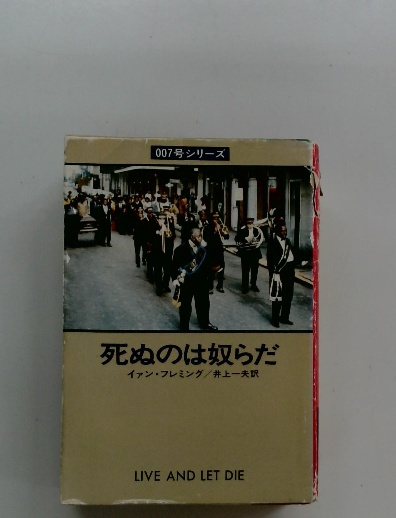 007号シリーズ
死ぬのは奴らだ
イアン・フレミング/井上一夫訳
LIVE AND LET DIE